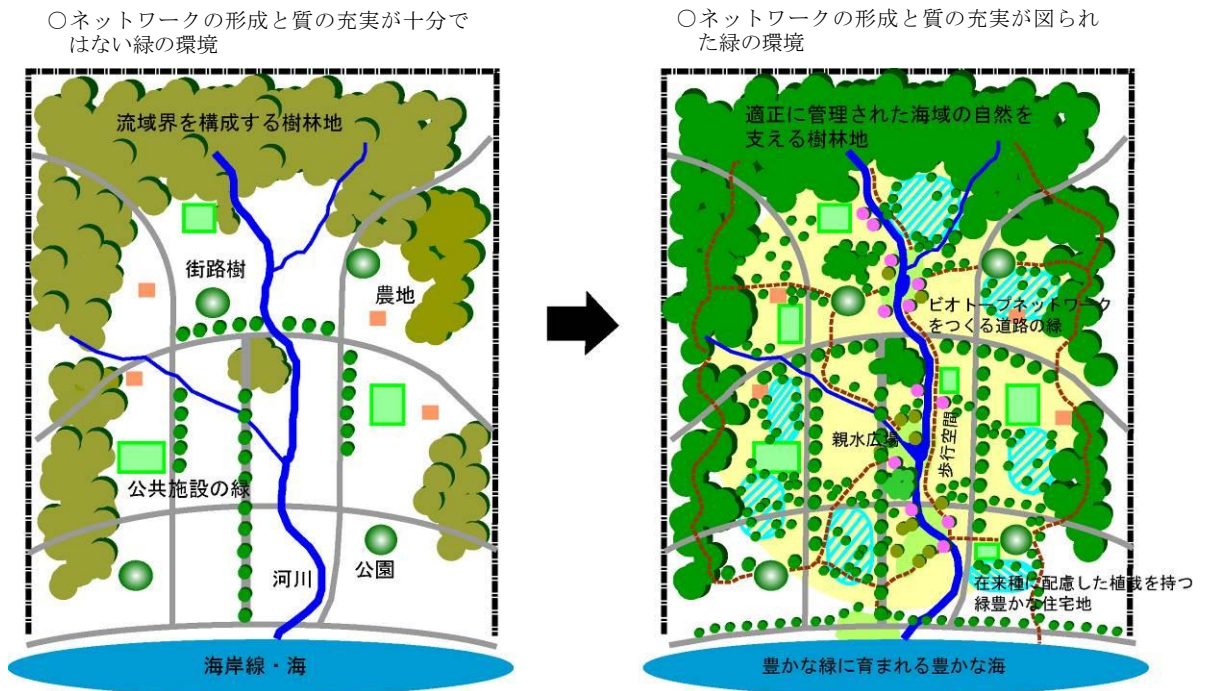 ○ネットワークの形成と質の充実が十分で
はない緑の環境
流域界を構成する樹林地
街路樹
農地
公共施設の緑
河川
公園
海岸線・海
○ネットワークの形成と質の充実が図られ
た緑の環境
適正に管理された海域の自然を
支える樹林地
ビオトープネットワーク
をつくる道路の緑
親水広場
歩行空間
在来種に配慮した植栽を持つ
緑豊かな住宅地
豊かな緑に育まれる豊かな海